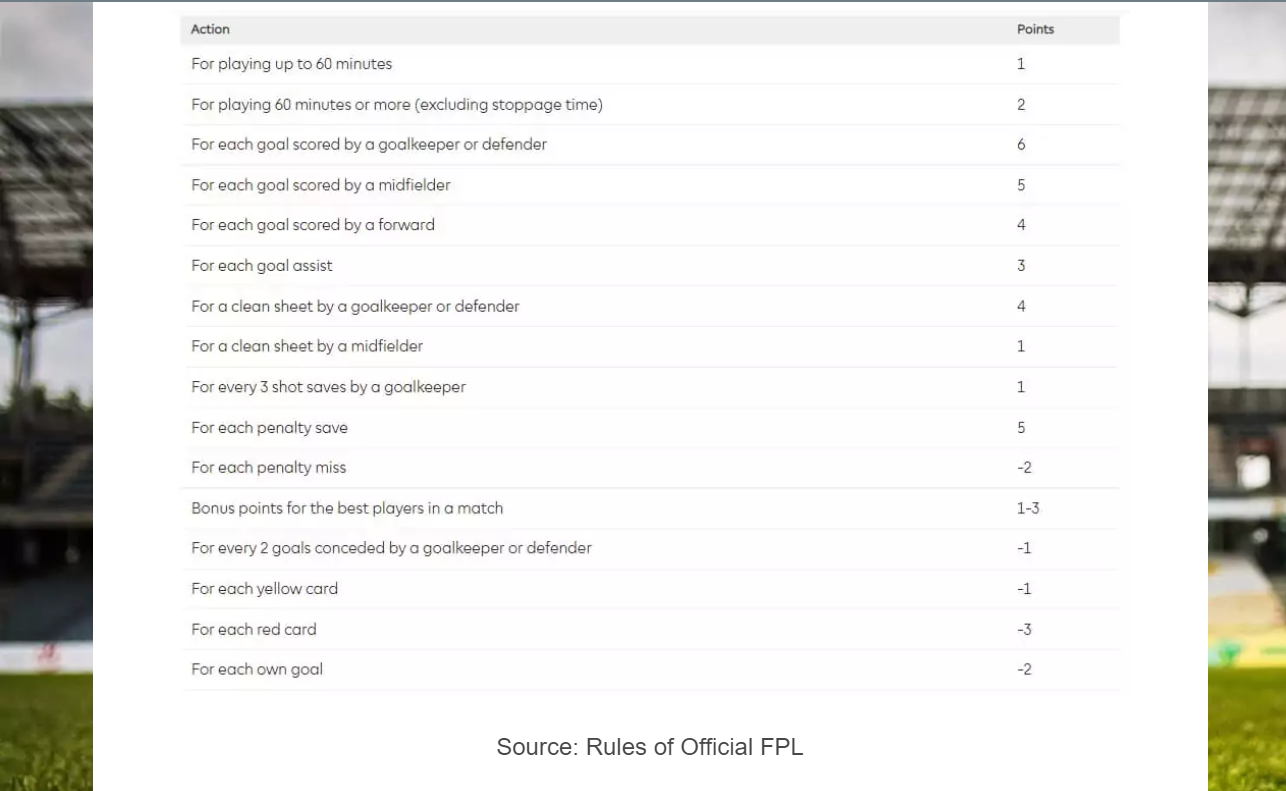 Action Points
For playing up to 60 minutes 1
For playing 60 minutes or more (excluding stoppage time) 2
For each goal scored by a goalkeeper or defender 6
For each goal scored by a midfielder 5
For each goal scored by a forward 4
For each goal assist 3
For a clean sheet by a goalkeeper or defender 4
For a clean sheet by a midfielder 1
For every 3 shot saves by a goalkeeper 1
For each penalty save 5
For each penalty miss -2
Bonus points for the best players in a match 1-3
For every 2 goals conceded by a goalkeeper or defender -1
For each yellow card -1
For each red card -3
For each own goal -2
Source: Rules of Official FPL